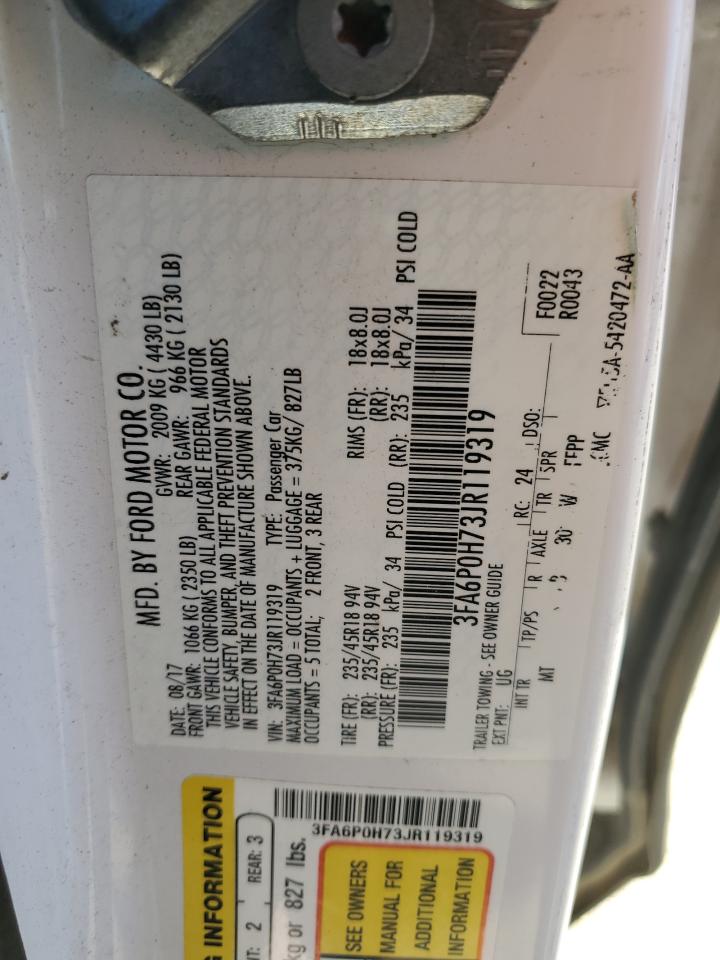 MFD. BY FORD MOTOR CO.
DATE: 08/17 GVWR: 2009 KG ( 4430 LB)
FRONT GAWR: 1066 KG ( 2350 LB) REAR GAWR: 966 KG ( 2130 LB)
THIS VEHICLE CONFORMS TO ALL APPLICABLE FEDERAL MOTOR
VEHICLE SAFETY, BUMPER, AND THEFT PREVENTION STANDARDS
IN EFFECT ON THE DATE OF MANUFACTURE SHOWN ABOVE.
VIN: 3FA6P0H73JR119319 TYPE: Passenger Car
MAXIMUM LOAD = OCCUPANTS + LUGGAGE = 375KG/ 827LB
OCCUPANTS = 5 TOTAL; 2 FRONT, 3 REAR
TIRE (FR): 235/45R18 94V RIMS (FR): 18x8.0J
(RR): 235/45R18 94V (RR): 18x8.0J
PRESSURE (FR): 235 kPa/ 34 PSI COLD (RR): 235 kPa/ 34 PSI COLD
3FA6P0H73JR119319
TRAILER TOWING - SEE OWNER GUIDE
EXT PNT: UG RC: 24 DSO: F0022
R0043
INT TR TP/PS R AXLE TR SPR
MT 30 W
5420472-AA
G INFORMATION
2 REAR: 3
kg or 827 lbs.
3FA6P0H73JR119319
SEE OWNERS
MANUAL FOR
ADDITIONAL
INFORMATION